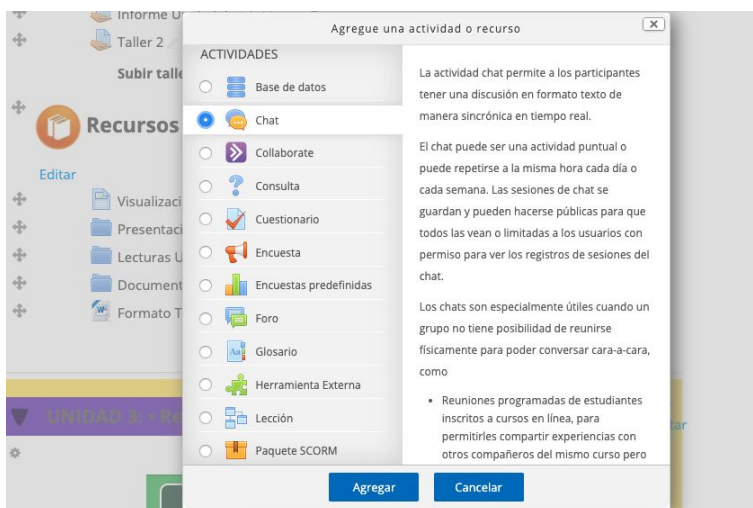 Informe U
Agregue una actividad o recurso
x
Taller 2
Subir talle
Recursos
Editar
Visualizaci
Presentaci
Lecturas U
Document
Formato T
UNIDAD 3: • Re
tar
ACTIVIDADES
Base de datos
Chat
Collaborate
Consulta
Cuestionario
Encuesta
Encuestas predefinidas
Foro
Glosario
Herramienta Externa
Lección
Paquete SCORM
La actividad chat permite a los participantes
tener una discusión en formato texto de
manera sincrónica en tiempo real.
El chat puede ser una actividad puntual o
puede repetirse a la misma hora cada día o
cada semana. Las sesiones de chat se
guardan y pueden hacerse públicas para que
todos las vean o limitadas a los usuarios con
permiso para ver los registros de sesiones del
chat.
Los chats son especialmente útiles cuando un
grupo no tiene posibilidad de reunirse
físicamente para poder conversar cara-a-cara,
como
• Reuniones programadas de estudiantes
inscritos a cursos en línea, para
permitirles compartir experiencias con
otros compañeros del mismo curso pero
Agregar
Cancelar